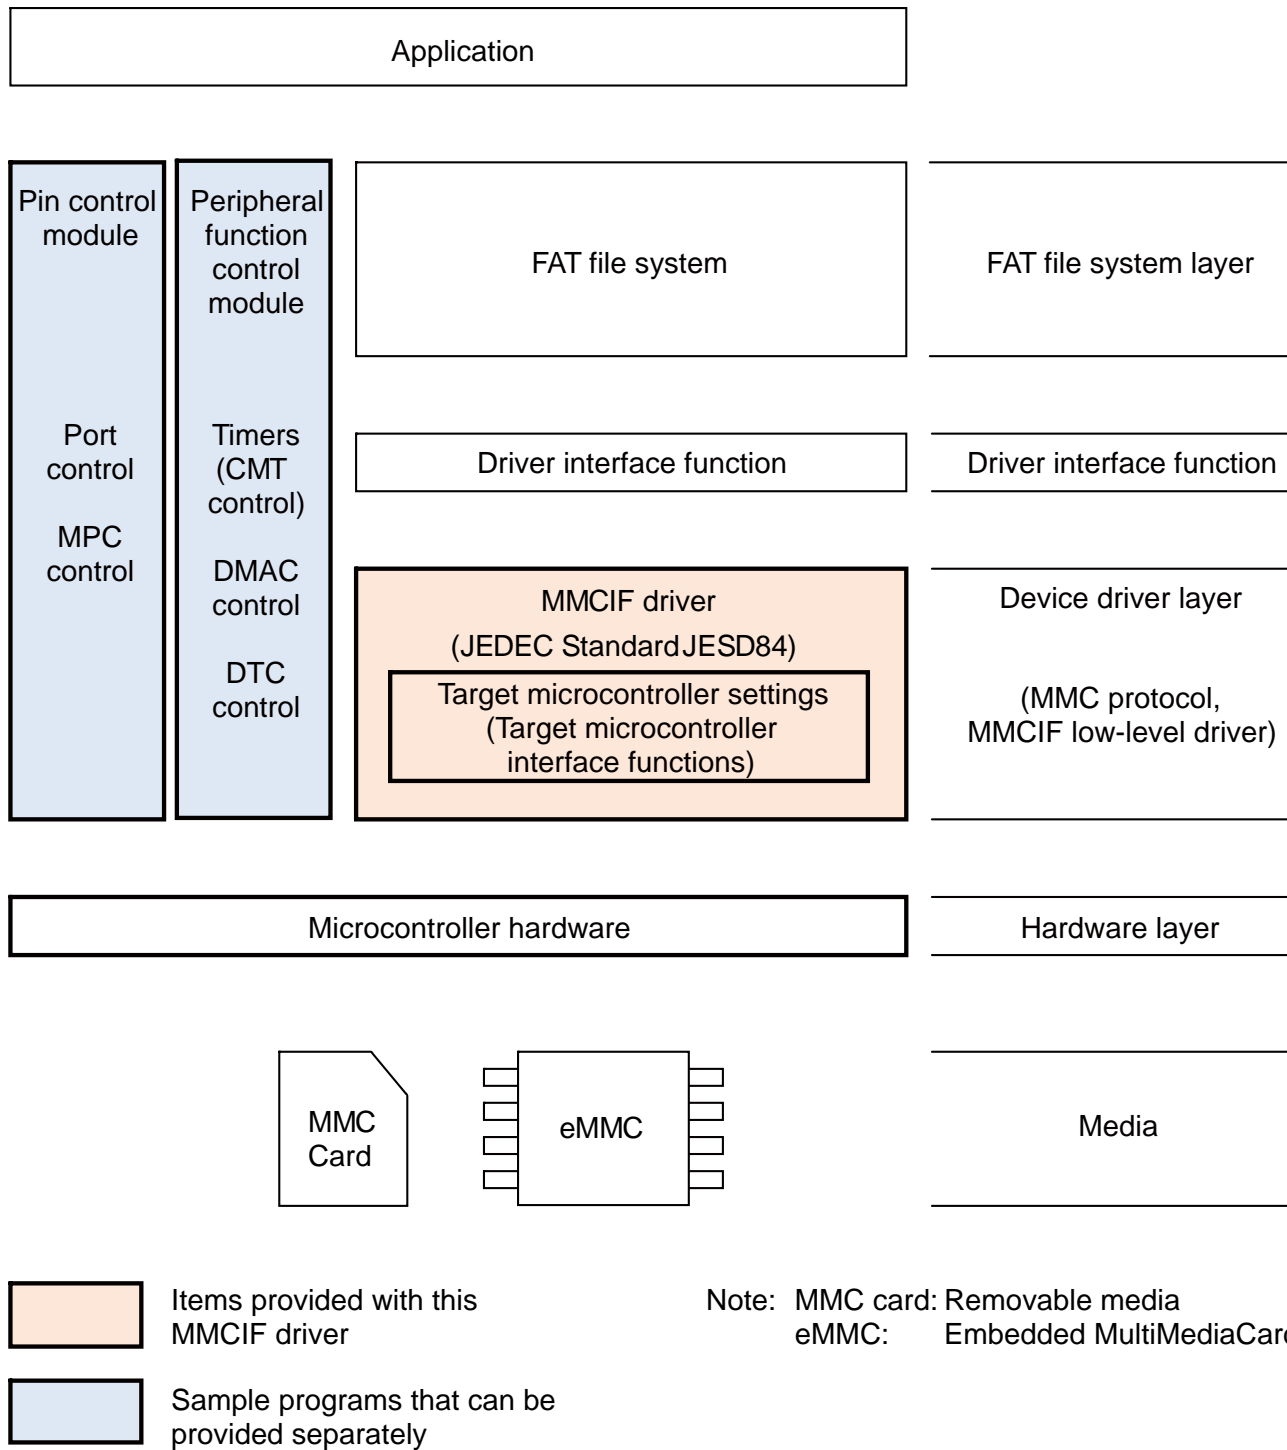 Application
Pin control
module
Port
control
MPC
control
Peripheral
function
control
module
Timers
(CMT
control)
DMAC
control
DTC
control
FAT file system
FAT file system layer
Driver interface function
Driver interface function
MMCIF driver
(JEDEC Standard JESD84)
Target microcontroller settings
(Target microcontroller
interface functions)
Device driver layer
(MMC protocol,
MMCIF low-level driver)
Microcontroller hardware
Hardware layer
MMC
Card
eMMC
Media
Items provided with this
MMCIF driver
Note: MMC card: Removable media
eMMC: Embedded MultiMediaCard
Sample programs that can be
provided separately